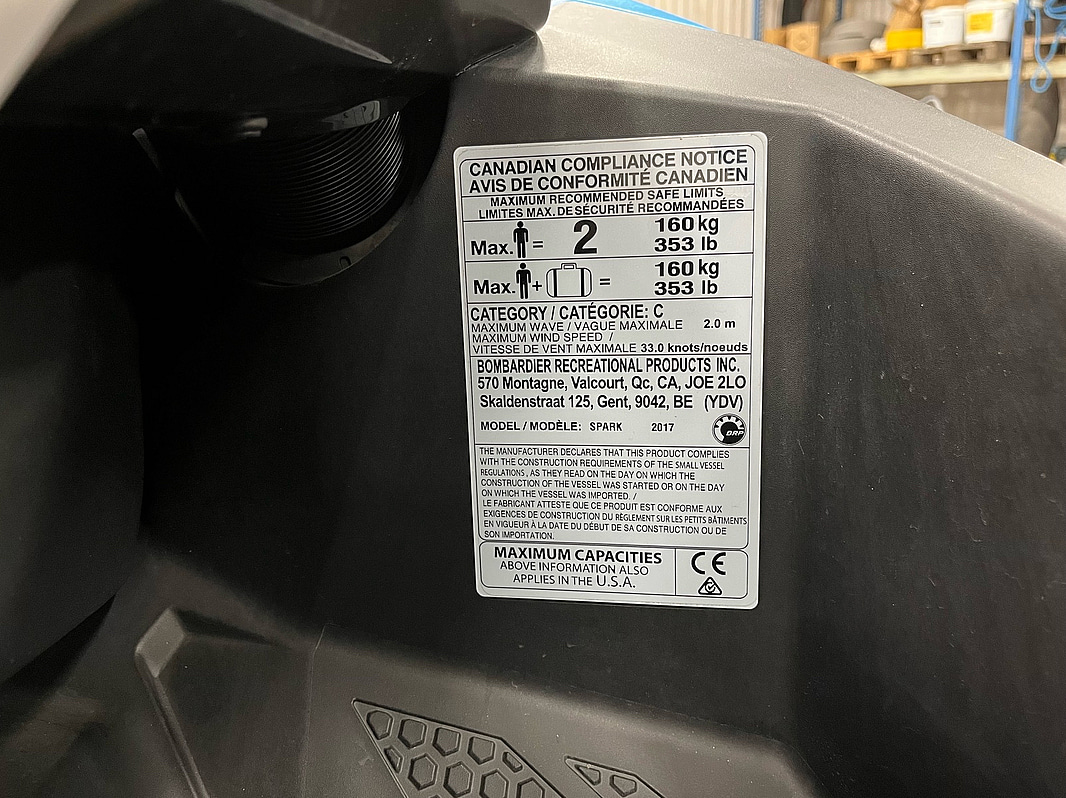 CANADIAN COMPLIANCE NOTICE
AVIS DE CONFORMITÉ CANADIEN
MAXIMUM RECOMMENDED SAFE LIMITS
LIMITES MAX. DE SÉCURITÉ RECOMMANDÉES
Max. = 2 160 kg
353 lb
Max. + = 160 kg
353 lb
CATEGORY / CATÉGORIE: C
MAXIMUM WAVE / VAGUE MAXIMALE 2.0 m
MAXIMUM WIND SPEED /
VITESSE DE VENT MAXIMALE 33.0 knots/noeuds
BOMBARDIER RECREATIONAL PRODUCTS INC.
570 Montagne, Valcourt, Qc, CA, JOE 2LO
Skaldenstraat 125, Gent, 9042, BE (YDV)
MODEL / MODÈLE: SPARK 2017
BRP
THE MANUFACTURER DECLARES THAT THIS PRODUCT COMPLIES
WITH THE CONSTRUCTION REQUIREMENTS OF THE SMALL VESSEL
REGULATIONS, AS THEY READ ON THE DAY ON WHICH THE
CONSTRUCTION OF THE VESSEL WAS STARTED OR ON THE DAY
ON WHICH THE VESSEL WAS IMPORTED. /
LE FABRICANT ATTESTE QUE CE PRODUIT EST CONFORME AUX
EXIGENCES DE CONSTRUCTION DU RÈGLEMENT SUR LES PETITS BÂTIMENTS
EN VIGUEUR À LA DATE DU DÉBUT DE SA CONSTRUCTION OU DE
SON IMPORTATION.
MAXIMUM CAPACITIES
ABOVE INFORMATION ALSO
APPLIES IN THE U.S.A.
CE